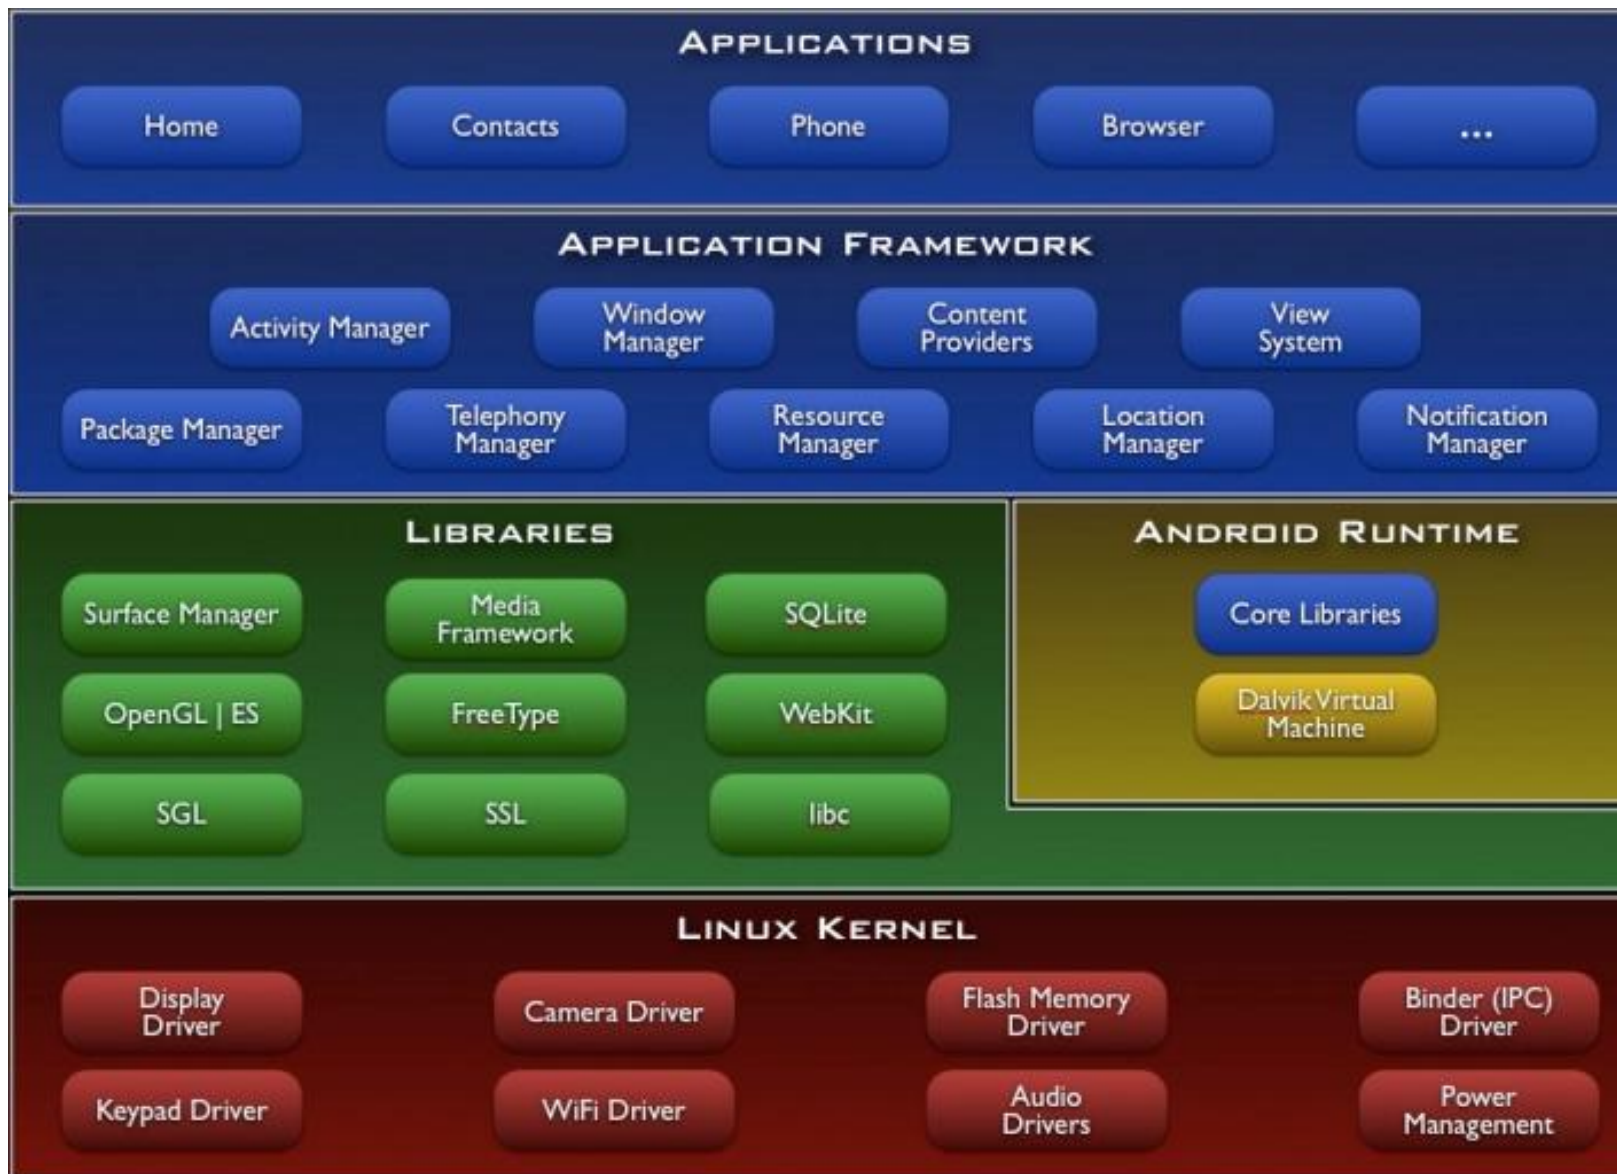 APPLICATIONS
Home
Contacts
Phone
Browser
...
APPLICATION FRAMEWORK
Activity Manager
Window
Manager
Content
Providers
View
System
Package Manager
Telephony
Manager
Resource
Manager
Location
Manager
Notification
Manager
LIBRARIES
Surface Manager
Media
Framework
SQLite
OpenGL | ES
FreeType
WebKit
SGL
SSL
libc
ANDROID RUNTIME
Core Libraries
Dalvik Virtual
Machine
LINUX KERNEL
Display
Driver
Camera Driver
Flash Memory
Driver
Binder (IPC)
Driver
Keypad Driver
WiFi Driver
Audio
Drivers
Power
Management